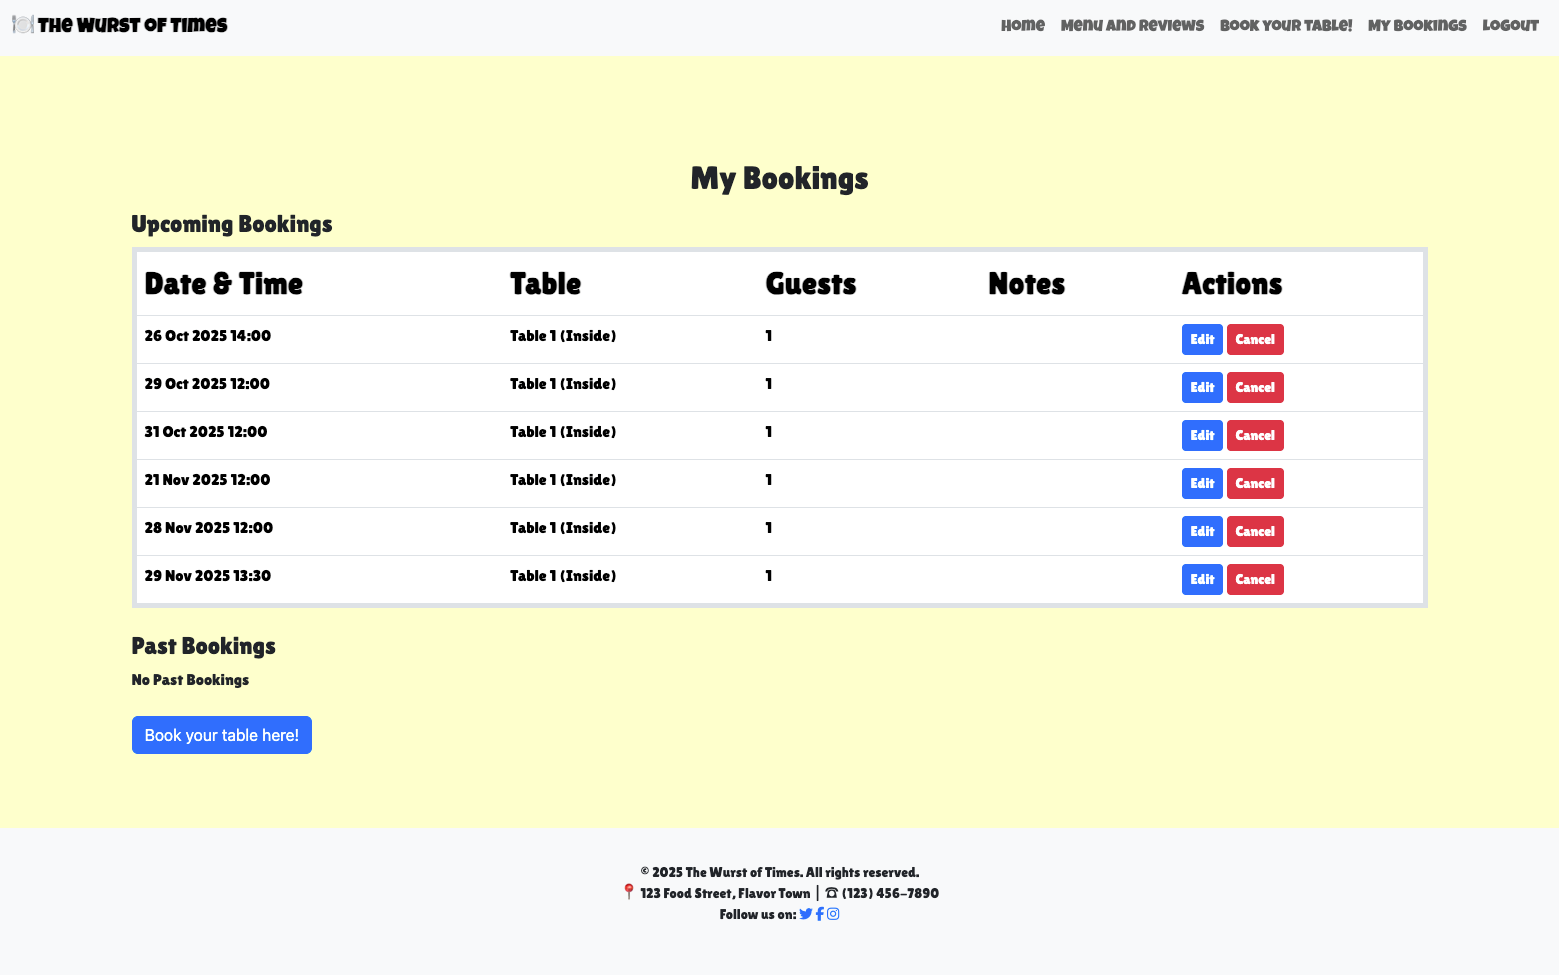 🍽️ The Wurst of Times Home Menu and Reviews Book your table! My Bookings Logout
My Bookings
Upcoming Bookings
Date & Time Table Guests Notes Actions
26 Oct 2025 14:00 Table 1 (Inside) 1 Edit Cancel
29 Oct 2025 12:00 Table 1 (Inside) 1 Edit Cancel
31 Oct 2025 12:00 Table 1 (Inside) 1 Edit Cancel
21 Nov 2025 12:00 Table 1 (Inside) 1 Edit Cancel
28 Nov 2025 12:00 Table 1 (Inside) 1 Edit Cancel
29 Nov 2025 13:30 Table 1 (Inside) 1 Edit Cancel
Past Bookings
No Past Bookings
Book your table here!
© 2025 The Wurst of Times. All rights reserved.
📍 123 Food Street, Flavor Town | ☎ (123) 456-7890
Follow us on: